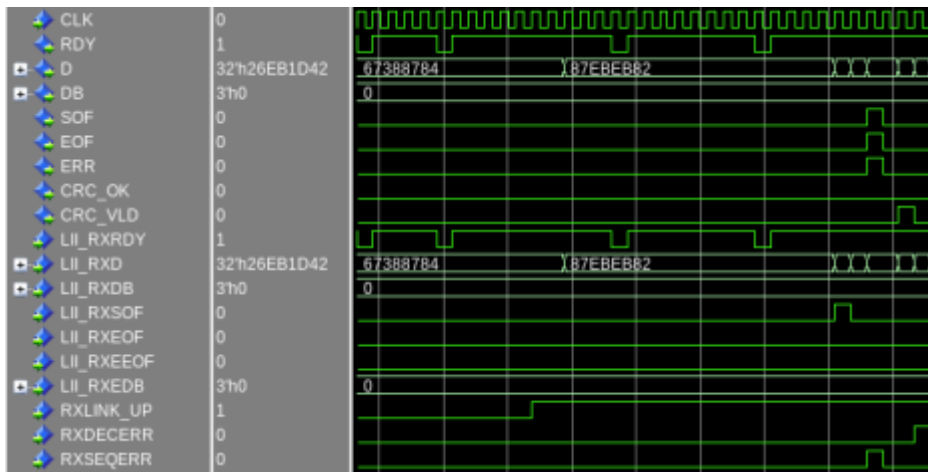 CLK 0
RDY 1
D 32'h26EB1D42 67388784 87EBEB82
DB 3'h0 0
SOF 0
EOF 0
ERR 0
CRC_OK 0
CRC_VLD 0
LII_RXRDY 1
LII_RXD 32'h26EB1D42 67388784 87EBEB82
LII_RXDB 3'h0 0
LII_RXSOF 0
LII_RXEOF 0
LII_RXEEOF 0
LII_RXEDB 3'h0 0
RXLINK_UP 1
RXDECERR 0
RXSEQERR 0